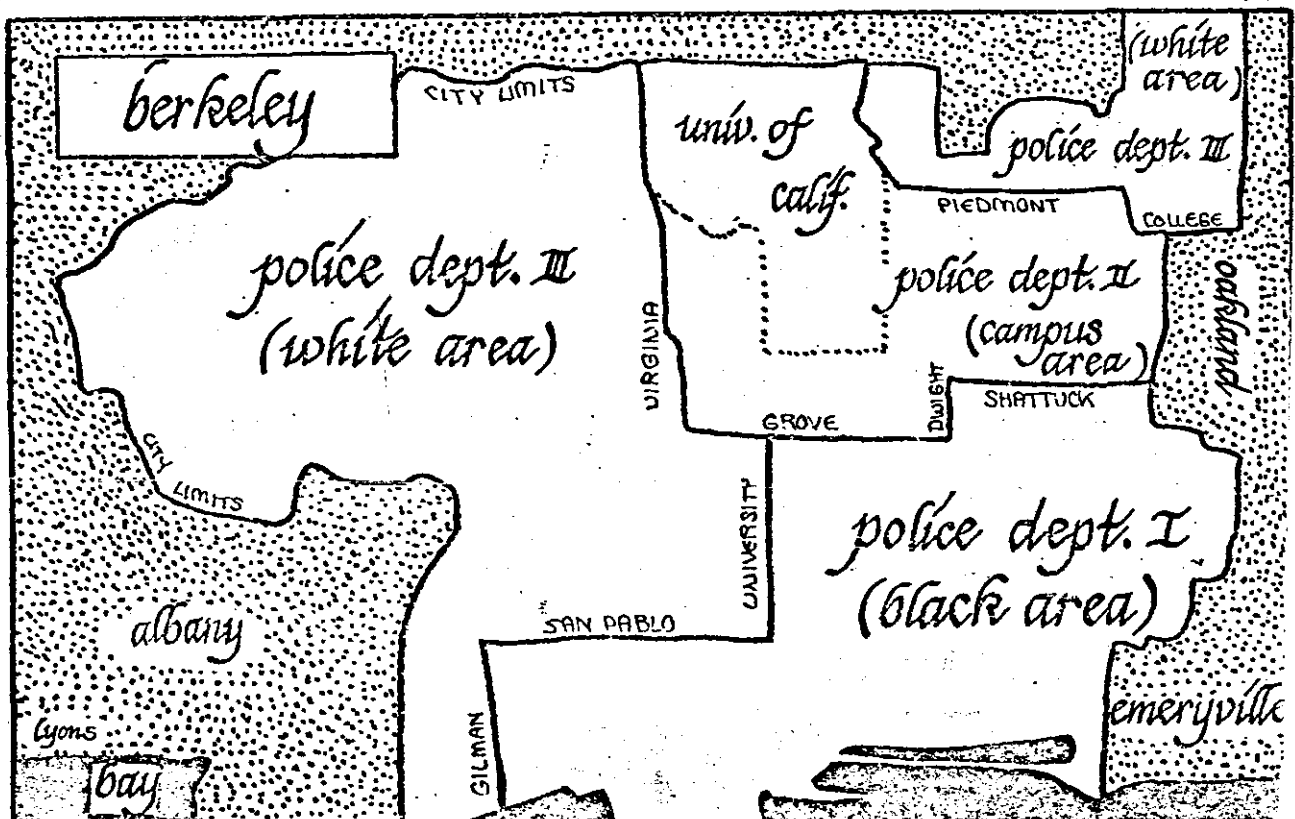 (white
area)
berkeley
CITY LIMITS
univ. of
calif.
police dept. III
PIEDMONT
COLLEGE
police dept. III
(white area)
police dept. II
(campus
area)
oakland
VIRGINIA
DWIGHT
SHATTUCK
GROVE
CITY LIMITS
UNIVERSITY
police dept. I
(black area)
albany
SAN PABLO
emeryville
lyons
GILMAN
bay